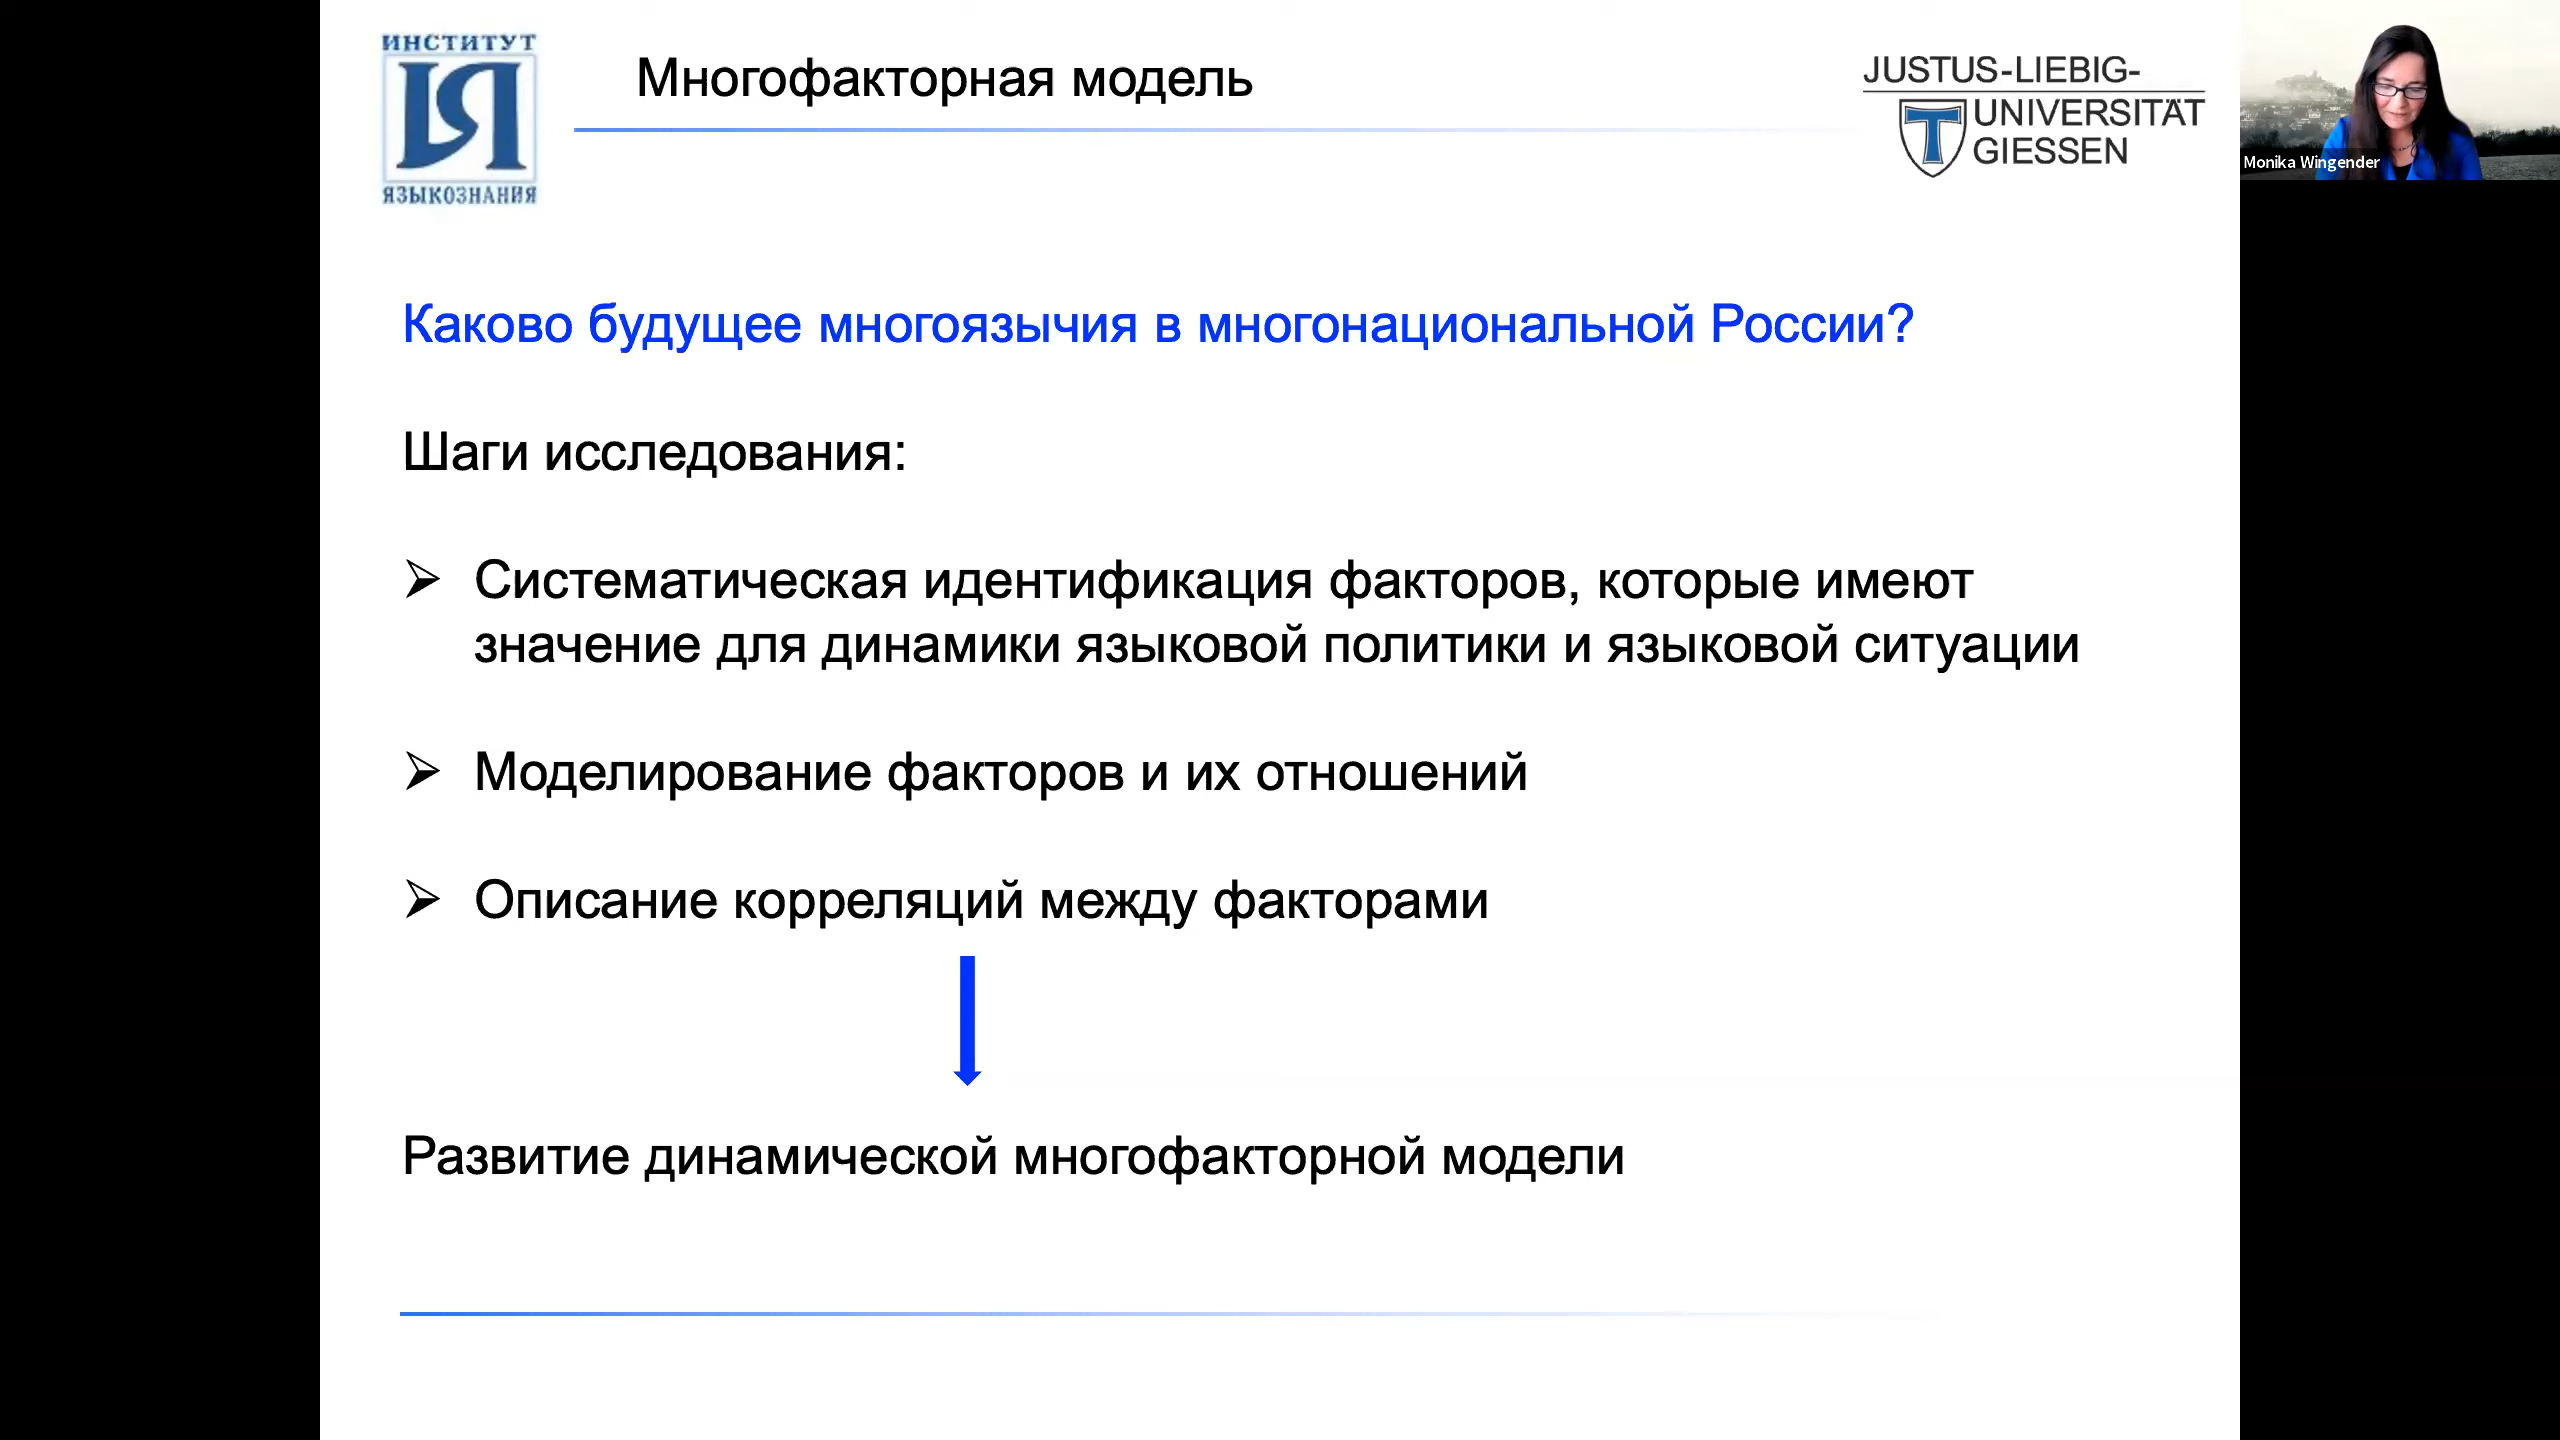 ИНСТИТУТ
ИЯ
ЯЗЫКОЗНАНИЯ
Многофакторная модель
JUSTUS-LIEBIG-
UNIVERSITÄT
GIESSEN
Monika Wingender
Каково будущее многоязычия в многонациональной России?
Шаги исследования:
Систематическая идентификация факторов, которые имеют
значение для динамики языковой политики и языковой ситуации
Моделирование факторов и их отношений
Описание корреляций между факторами
Развитие динамической многофакторной модели